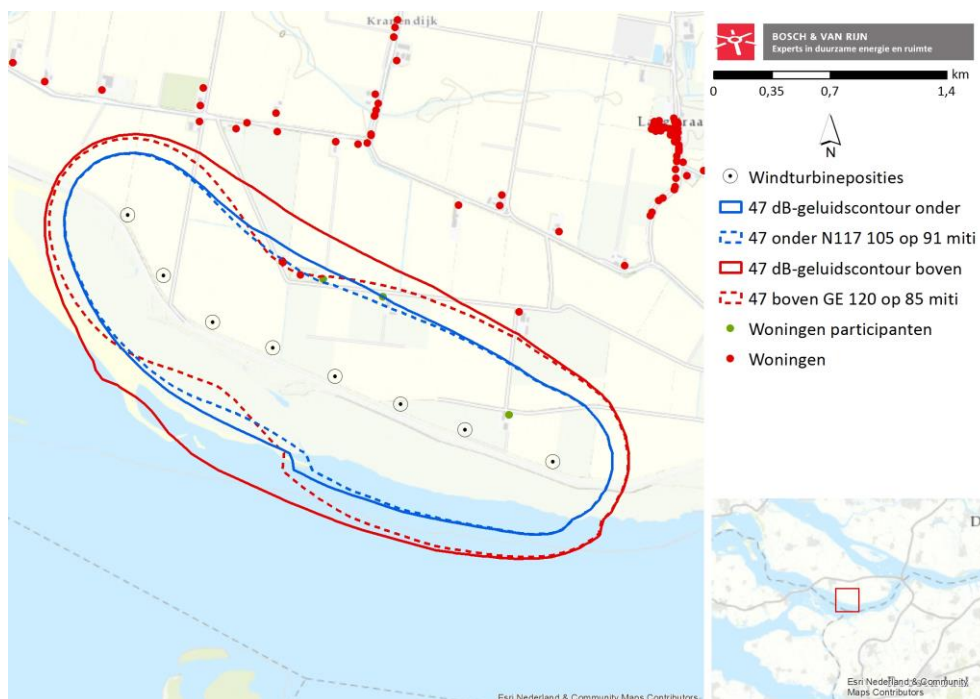 Kranendijk
BOSCH & VAN RIJN
Experts in duurzame energie en ruimte
km
0 0,35 0,7 1,4
N
Windturbineposities
47 dB-geluidscontour onder
47 onder N117 105 op 91 miti
47 dB-geluidscontour boven
47 boven GE 120 op 85 miti
Woningen participanten
Woningen
D
Esri Nederland & Community
Maps Contributors
Esri Nederland & Community Maps Contributors